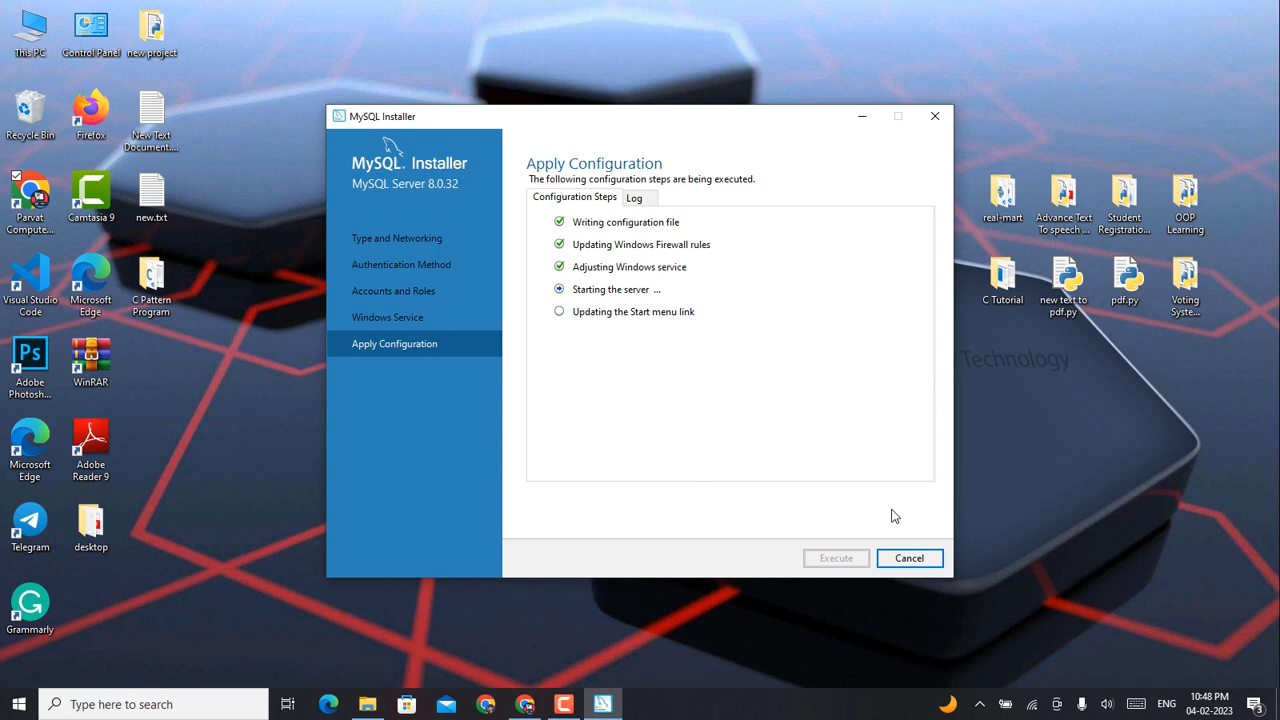 This PC
Control Panel
new project
Recycle Bin
Firefox
New Text
Document....
Parvat
Compute...
Camtasia 9
new.txt
Visual Studio
Code
Microsoft
Edge
C Pattern
Program
Adobe
Photosh...
WinRAR
Microsoft
Edge
Adobe
Reader 9
Telegram
desktop
Grammarly
MySQL Installer
MySQL. Installer
MySQL Server 8.0.32
Type and Networking
Authentication Method
Accounts and Roles
Windows Service
Apply Configuration
Apply Configuration
The following configuration steps are being executed.
Configuration Steps
Log
Writing configuration file
Updating Windows Firewall rules
Adjusting Windows service
Starting the server ...
Updating the Start menu link
Execute
Cancel
real-mart
Advance Text
To speech ...
Student
Registratio...
OOP
Learning
C Tutorial
new text to
pdf.py
pdf.py
Voting
Syste...
Technology
Type here to search
ENG
10:48 PM
04-02-2023
3